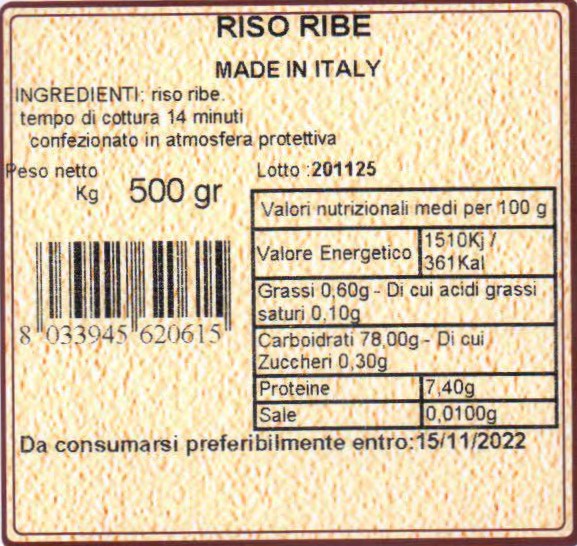 RISO RIBE
MADE IN ITALY
INGREDIENTI: riso ribe.
tempo di cottura 14 minuti
confezionato in atmosfera protettiva
Peso netto
Kg 500 gr
Lotto :201125
Valori nutrizionali medi per 100 g
Valore Energetico 1510Kj /
361Kal
Grassi 0,60g - Di cui acidi grassi
saturi 0,10g
Carboidrati 78,00g - Di cui
Zuccheri 0,30g
Proteine 7,40g
Sale 0,0100g
8 033945 620615
Da consumarsi preferibilmente entro:15/11/2022